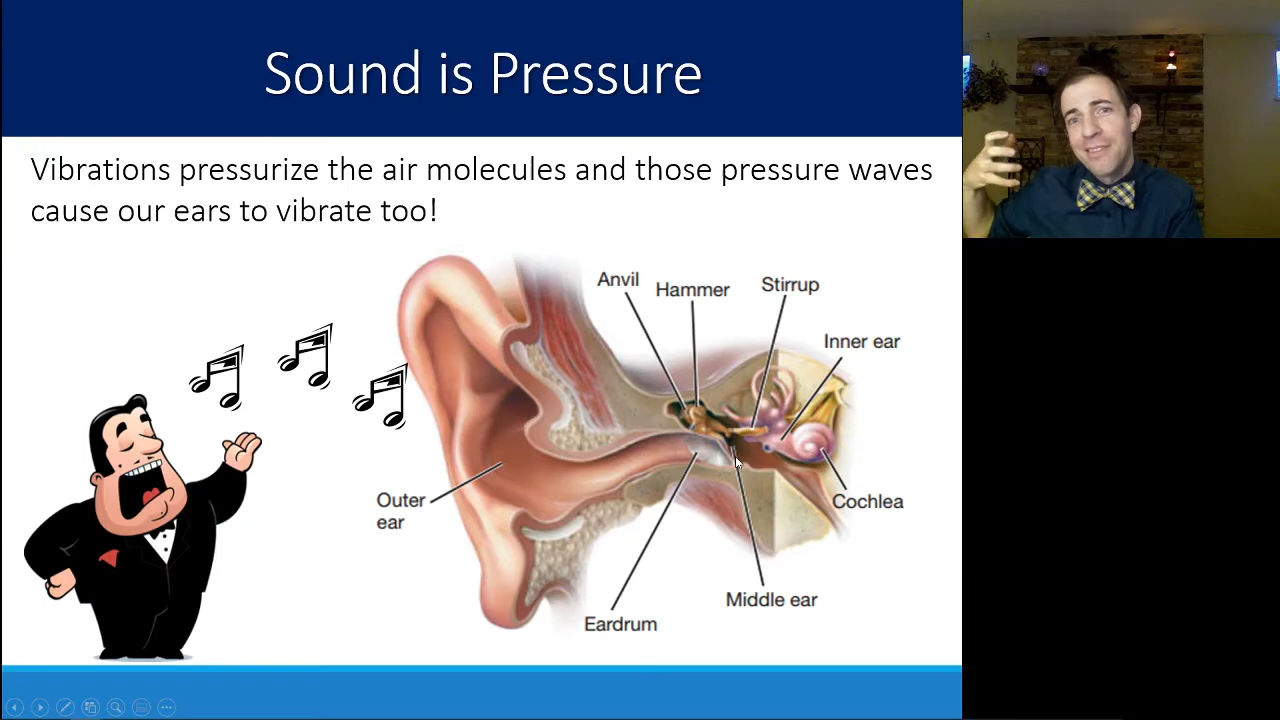 Sound is Pressure
Vibrations pressurize the air molecules and those pressure waves
cause our ears to vibrate too!
Anvil
Hammer
Stirrup
Inner ear
Outer
ear
Cochlea
Middle ear
Eardrum